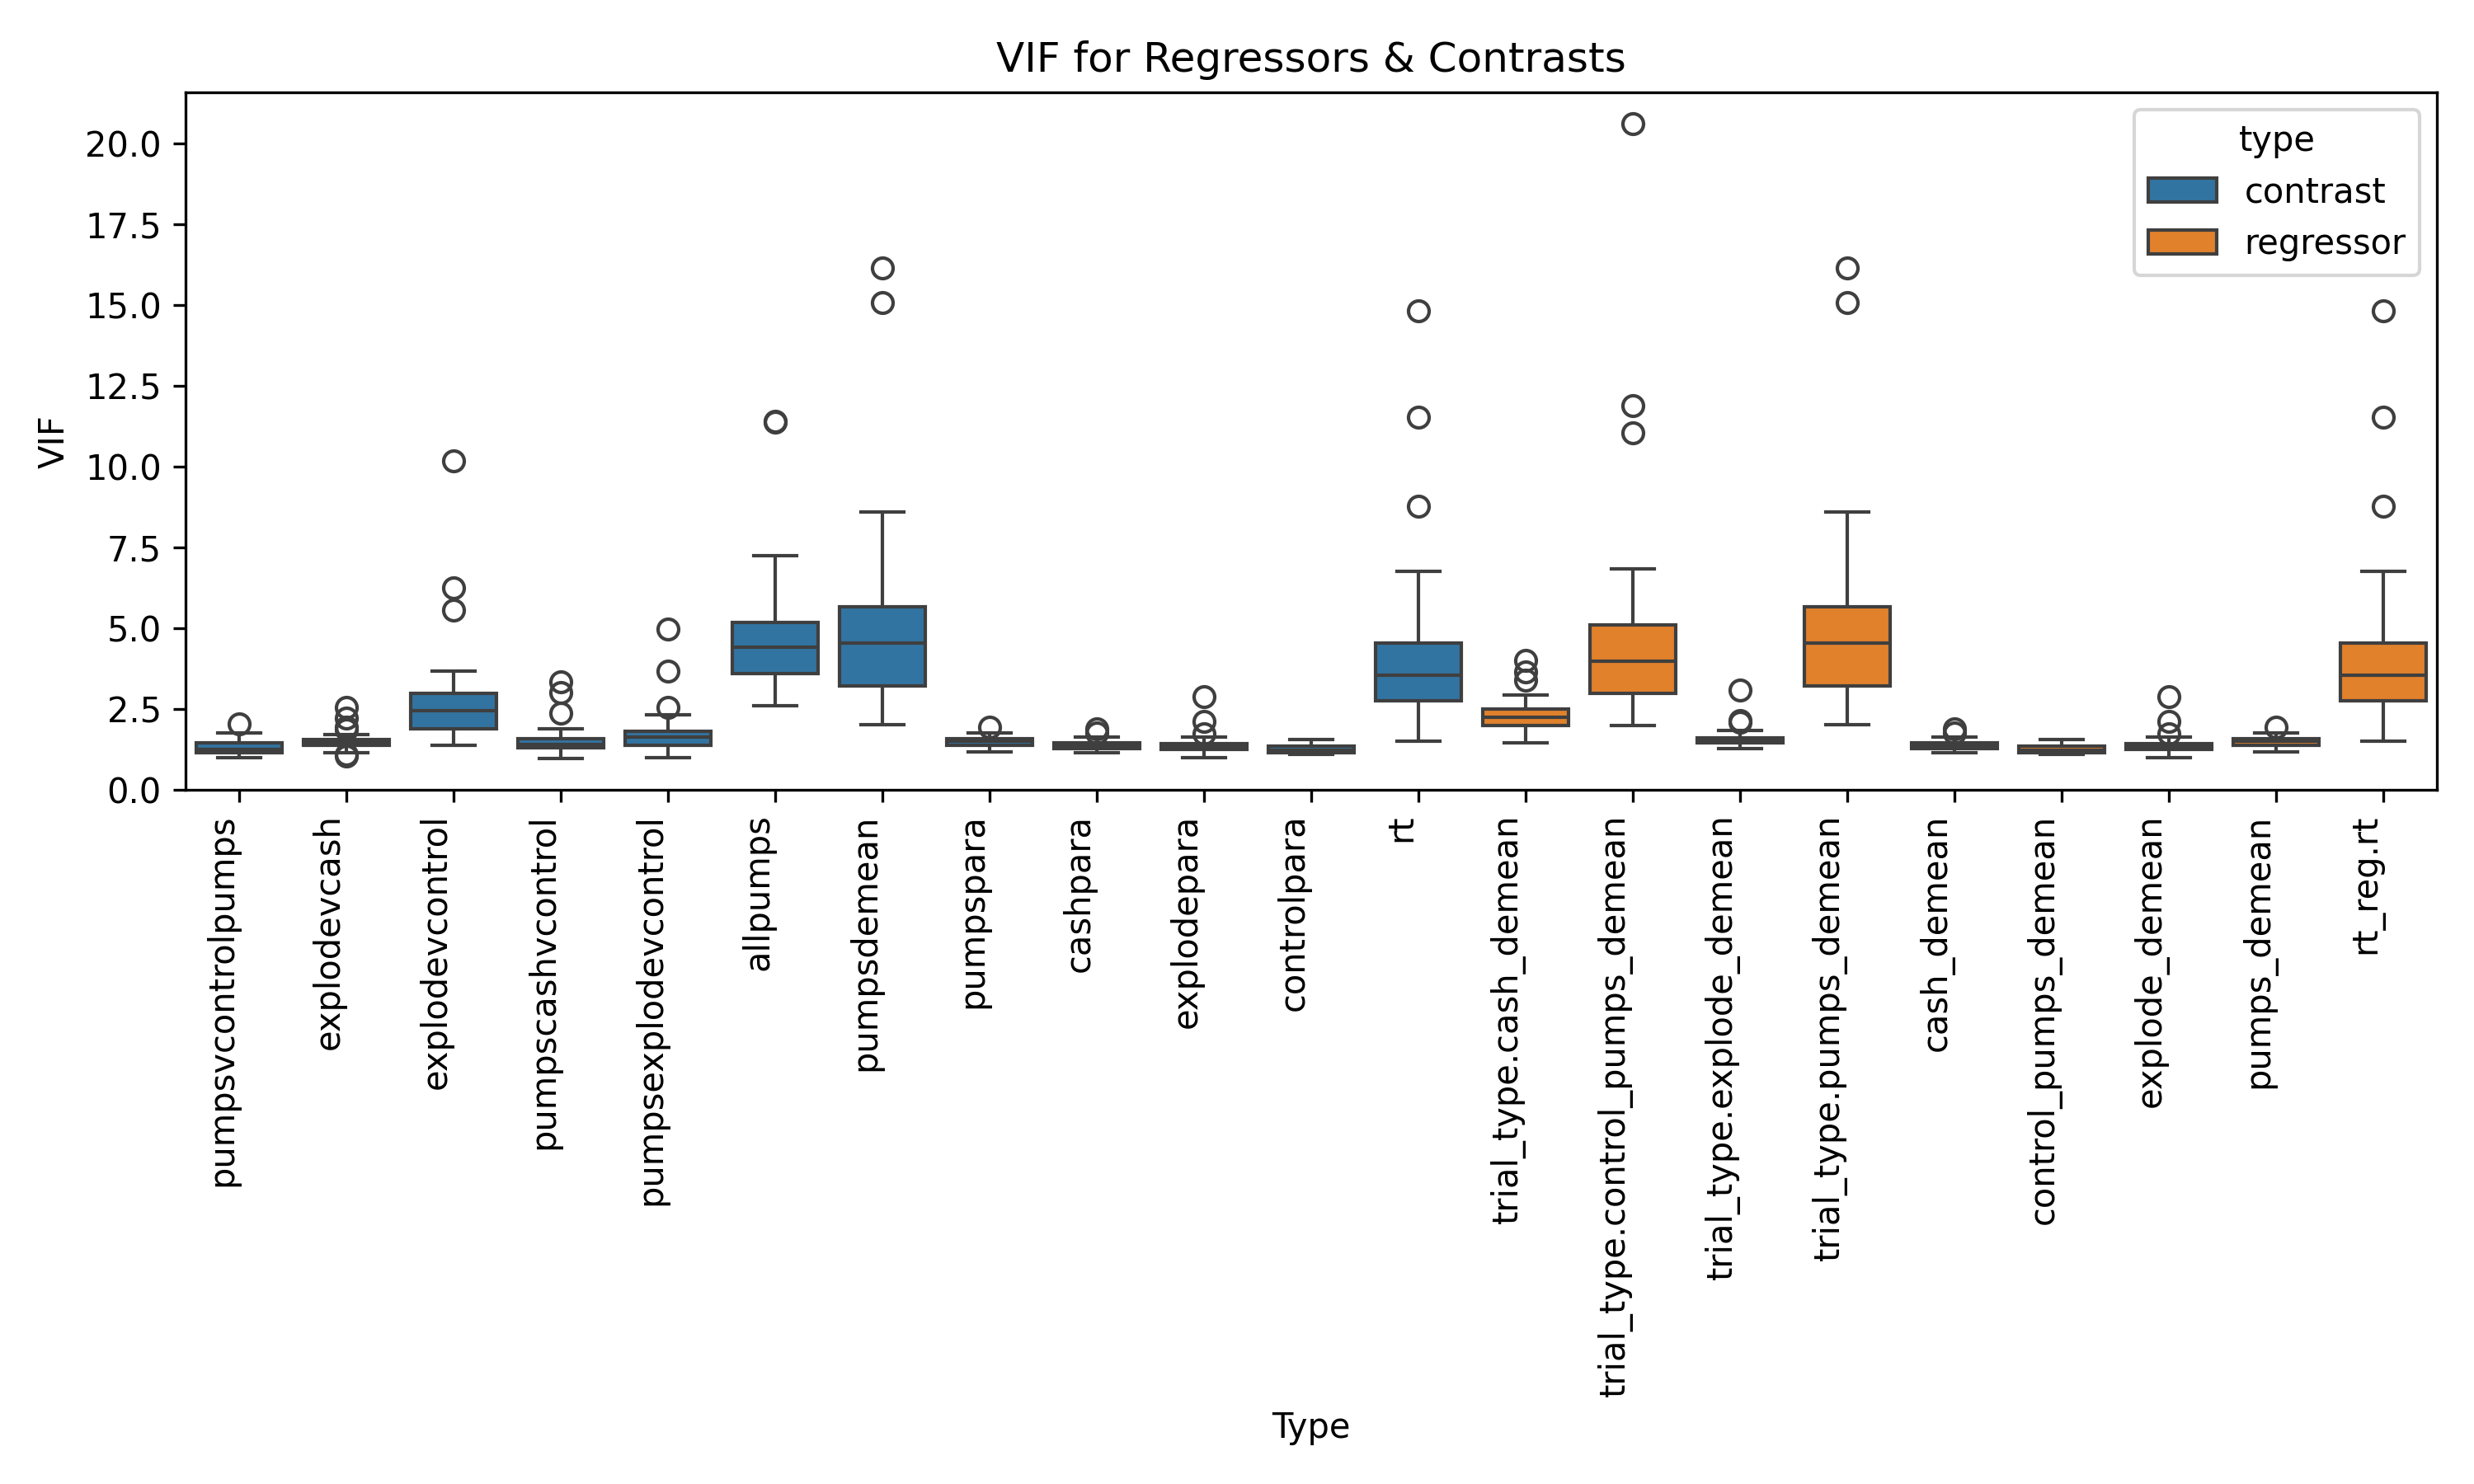 VIF for Regressors & Contrasts
type
contrast
regressor
VIF
20.0
17.5
15.0
12.5
10.0
7.5
5.0
2.5
0.0
pumpsvcontrolpumps
explodevcash
explodevcontrol
pumpscashvcontrol
pumpsexplodevcontrol
allpumps
pumpsdemean
pumpspara
cashpara
explodepara
controlpara
rt
trial_type.cash_demean
trial_type.control_pumps_demean
trial_type.explode_demean
trial_type.pumps_demean
cash_demean
control_pumps_demean
explode_demean
pumps_demean
rt_reg.rt
Type